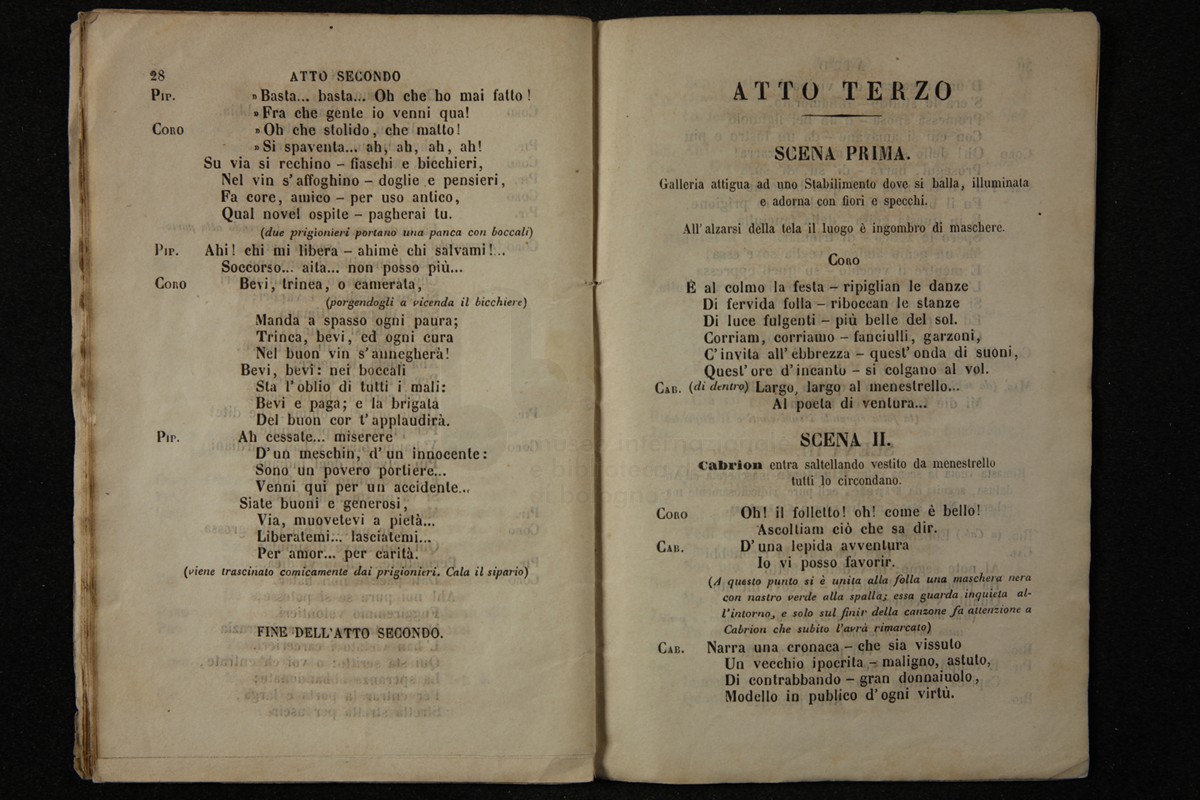 28 ATTO SECONDO
PIP. »Basta... basta... Oh che ho mai fatto!
»Fra che gente io venni qua!
CORO »Oh che stolido, che matto!
»Si spaventa... ah, ah, ah, ah!
Su via si rechino – fiaschi e bicchieri,
Nel vin s'affoghino – doglie e pensieri,
Fa core, amico – per uso antico,
Qual novel ospite – pagherai tu.
(due prigionieri portano una panca con boccali)
PIP. Ahi! chi mi libera – ahimè chi salvami!...
Soccorso... aita... non posso più...
CORO Bevi, trinca, o camerata,
(porgendogli a vicenda il bicchiere)
Manda a spasso ogni paura;
Trinca, bevi, ed ogni cura
Nel buon vin s'annegherà!
Bevi, bevi: nei boccali
Sta l'oblio di tutti i mali:
Bevi e paga; e la brigata
Del buon cor t'applaudirà.
PIP. Ah cessate... miserere
D'un meschin, d'un innocente:
Sono un povero portiere...
Venni qui per un accidente...
Siate buoni e generosi,
Via, muovetevi a pietà...
Liberatemi... lasciatemi...
Per amor... per carità.
(viene trascinato comicamente dai prigionieri. Cala il sipario)
FINE DELL'ATTO SECONDO.
ATTO TERZO
SCENA PRIMA.
Galleria attigua ad uno Stabilimento dove si balla, illuminata
e adorna con fiori e specchi.
All'alzarsi della tela il luogo è ingombro di maschere.
CORO
È al colmo la festa – ripiglian le danze
Di fervida folla – riboccan le stanze
Di luce fulgenti – più belle del sol.
Corriam, corriamo – fanciulli, garzoni,
C'invita all'ebbrezza – quest'onda di suoni,
Quest'ore d'incanto – si colgano al vol.
CAB. (di dentro) Largo, largo al menestrello...
Al poeta di ventura...
SCENA II.
Cabrion entra saltellando vestito da menestrello
tutti lo circondano.
CORO Oh! il folletto! oh! come è bello!
Ascoltiam ciò che sa dir.
CAB. D'una lepida avventura
Io vi posso favorir.
(A questo punto si è unita alla folla una maschera nera
con nastro verde alla spalla; essa guarda inquieta al-
l'intorno, e solo sul finir della canzone fa attenzione a
Cabrion che subito l'avrà rimarcato)
CAB. Narra una cronaca – che sia vissuto
Un vecchio ipocrita – maligno, astuto,
Di contrabbando – gran donnaiuolo,
Modello in publico d'ogni virtù.